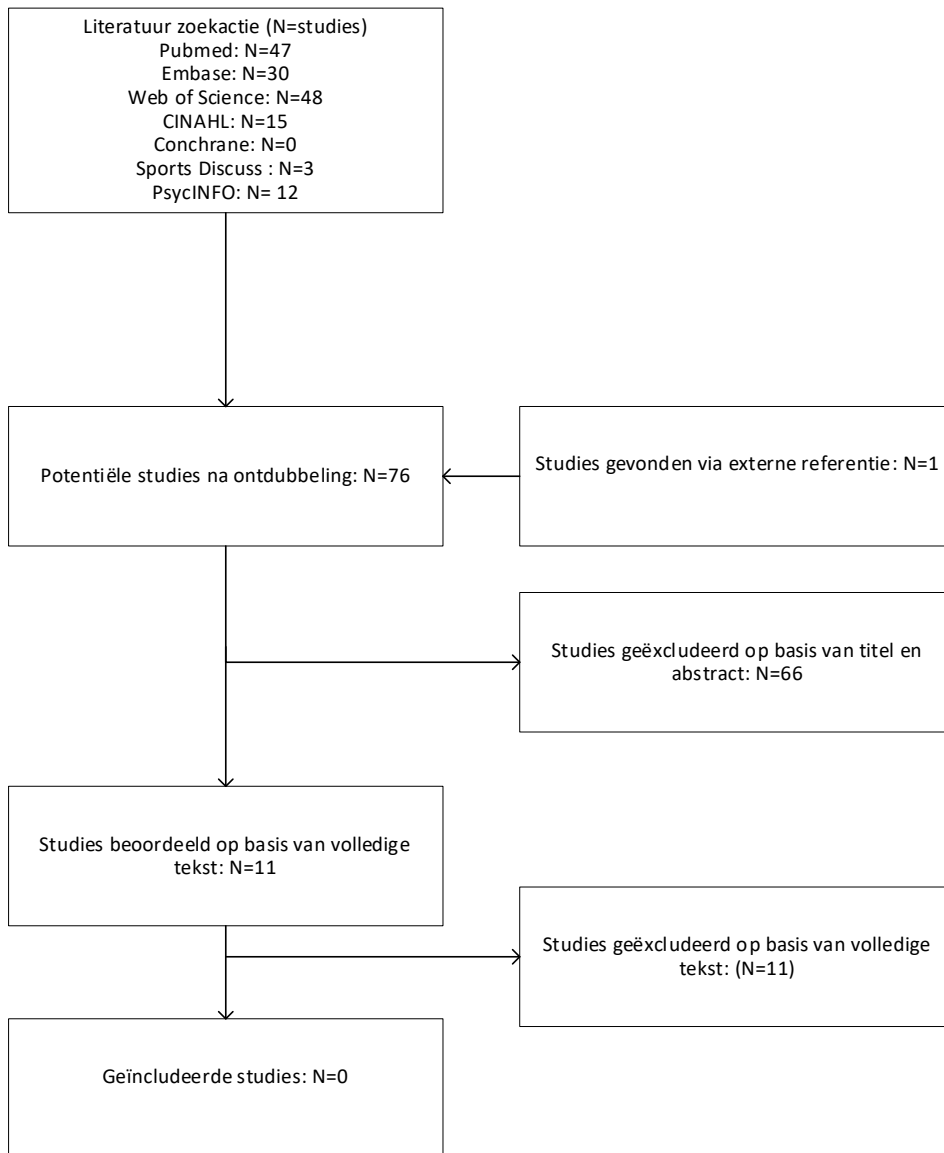 Literatuur zoekactie (N=studies)
Pubmed: N=47
Embase: N=30
Web of Science: N=48
CINAHL: N=15
Conchrane: N=0
Sports Discuss : N=3
PsycINFO: N= 12
Potentiële studies na ontdubbeling: N=76
Studies gevonden via externe referentie: N=1
Studies geëxcludeerd op basis van titel en
abstract: N=66
Studies beoordeeld op basis van volledige
tekst: N=11
Studies geëxcludeerd op basis van volledige
tekst: (N=11)
Geïncludeerde studies: N=0